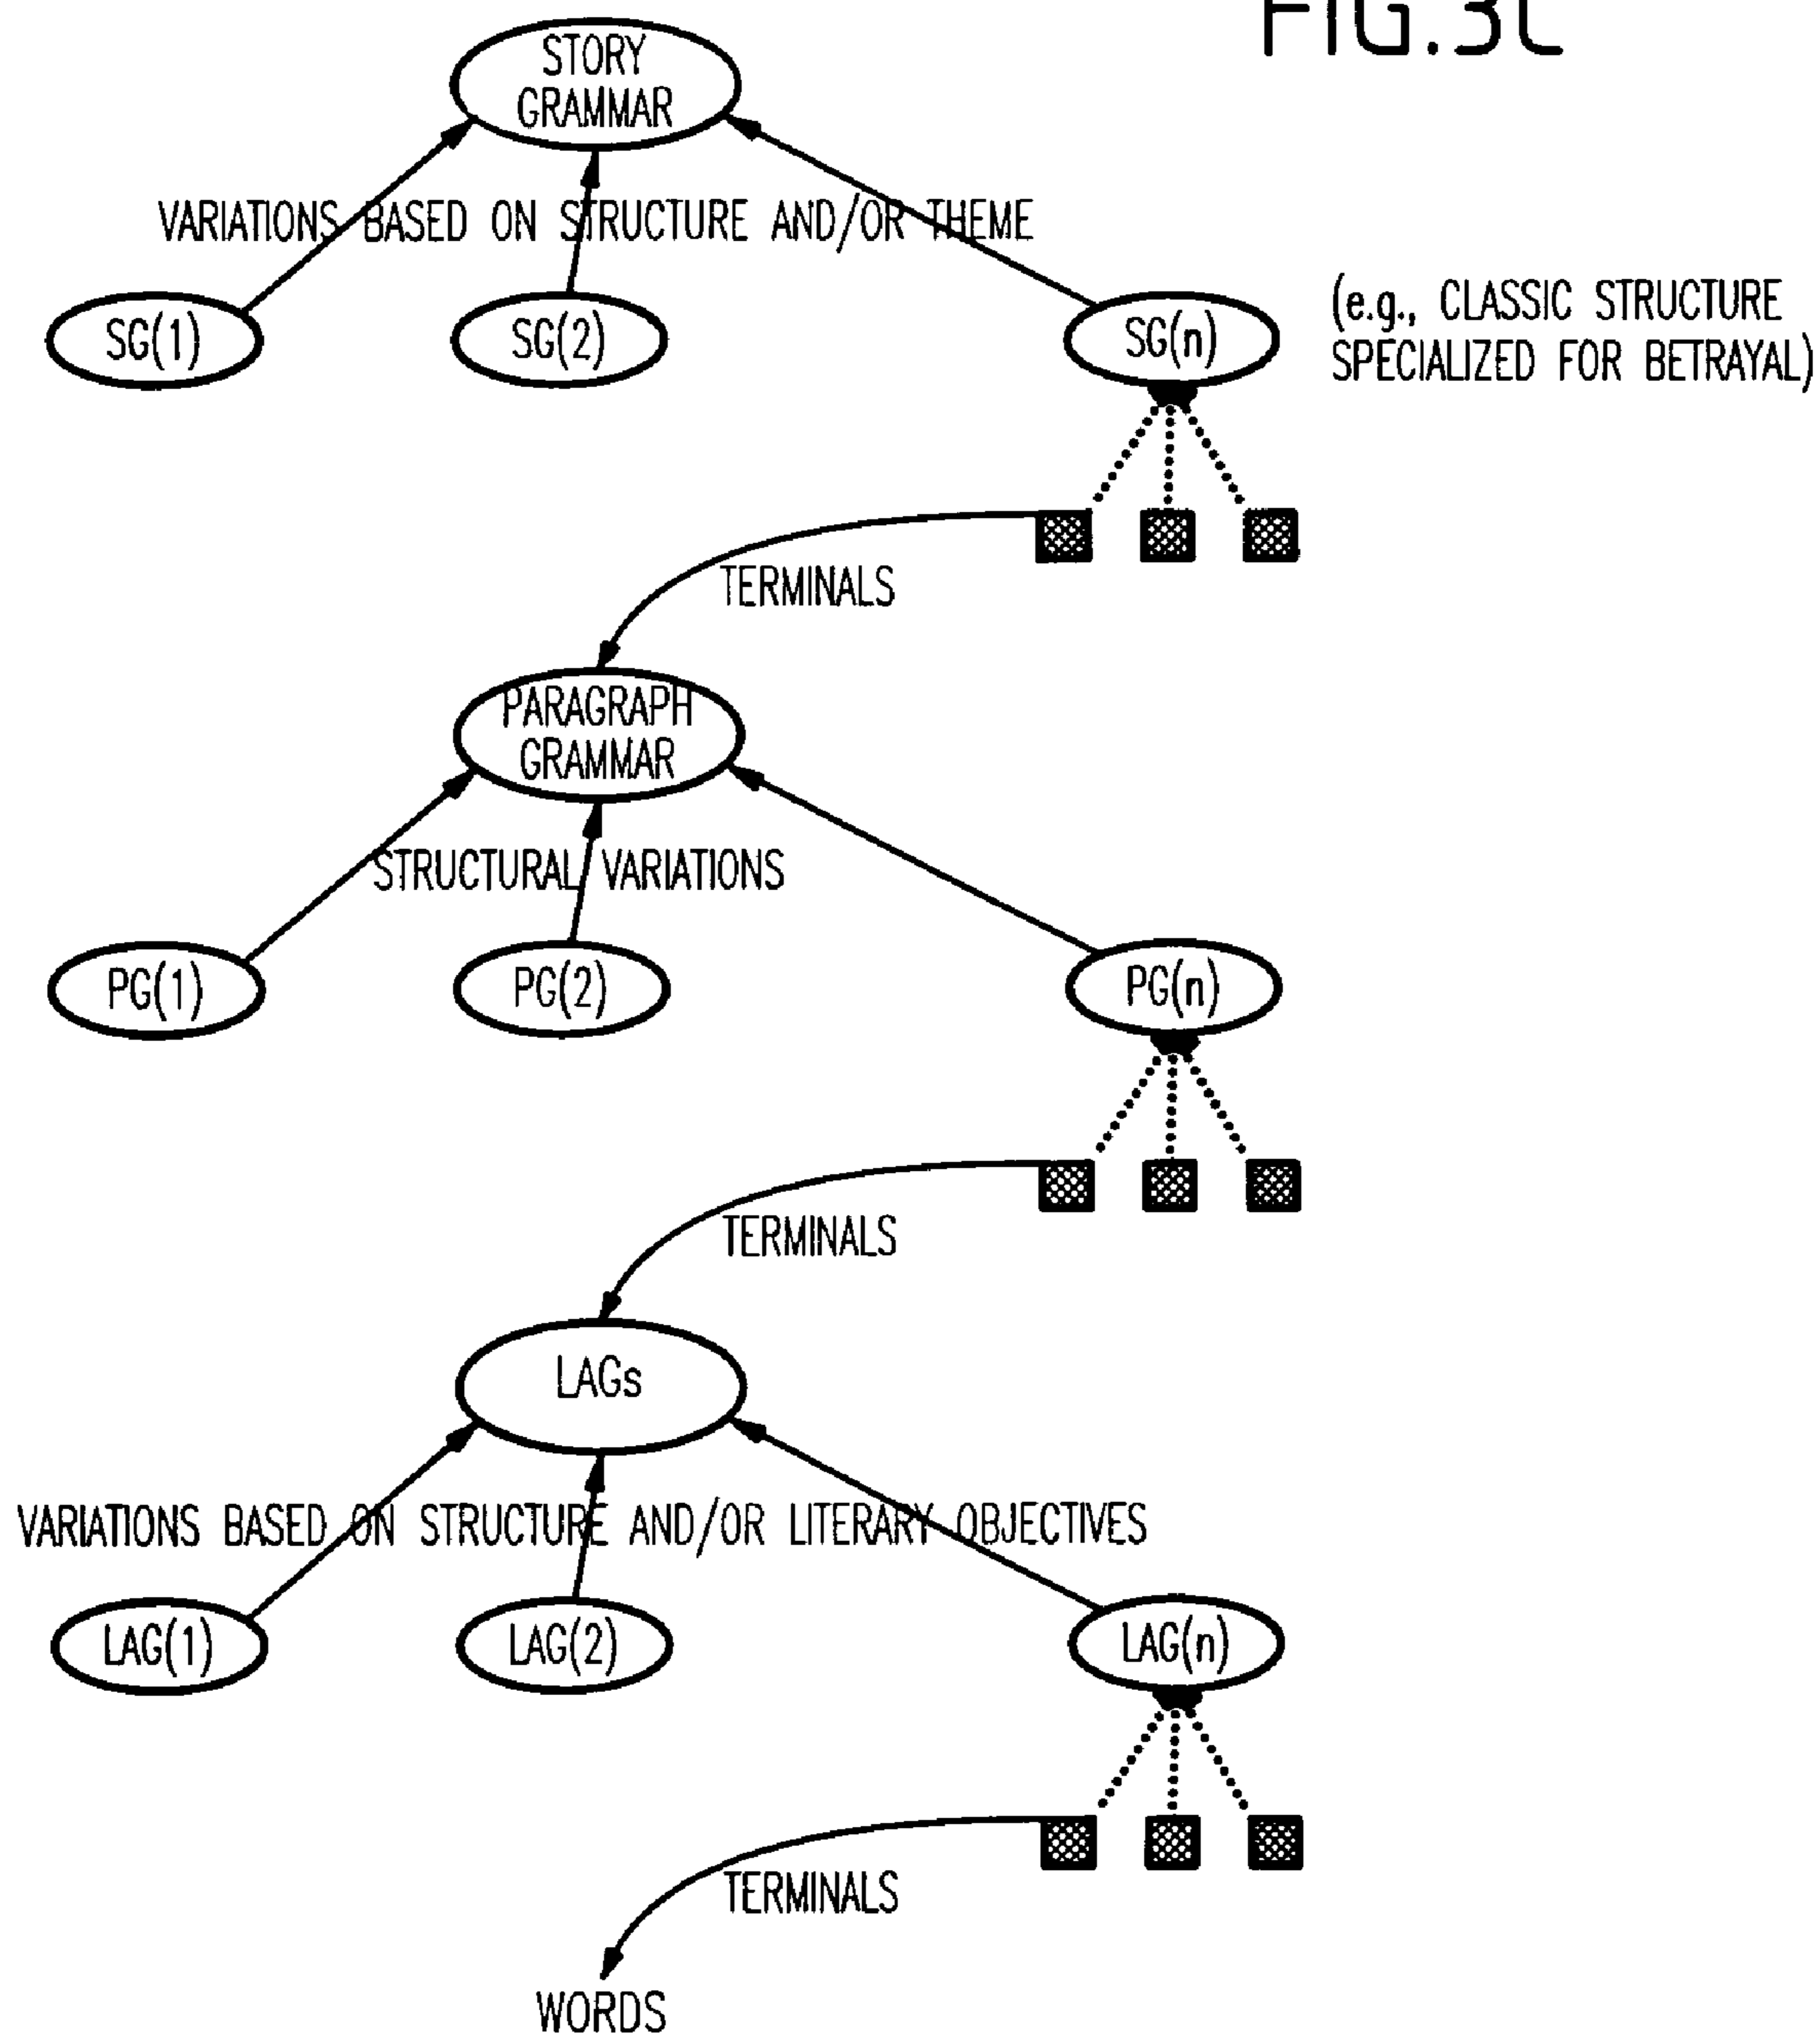 FIG.3C
STORY
GRAMMAR
VARIATIONS BASED ON STRUCTURE AND/OR THEME
SG(1)
SG(2)
SG(n)
(e.g., CLASSIC STRUCTURE
SPECIALIZED FOR BETRAYAL)
TERMINALS
PARAGRAPH
GRAMMAR
STRUCTURAL VARIATIONS
PG(1)
PG(2)
PG(n)
TERMINALS
LAGs
VARIATIONS BASED ON STRUCTURE AND/OR LITERARY OBJECTIVES
LAG(1)
LAG(2)
LAG(n)
TERMINALS
WORDS